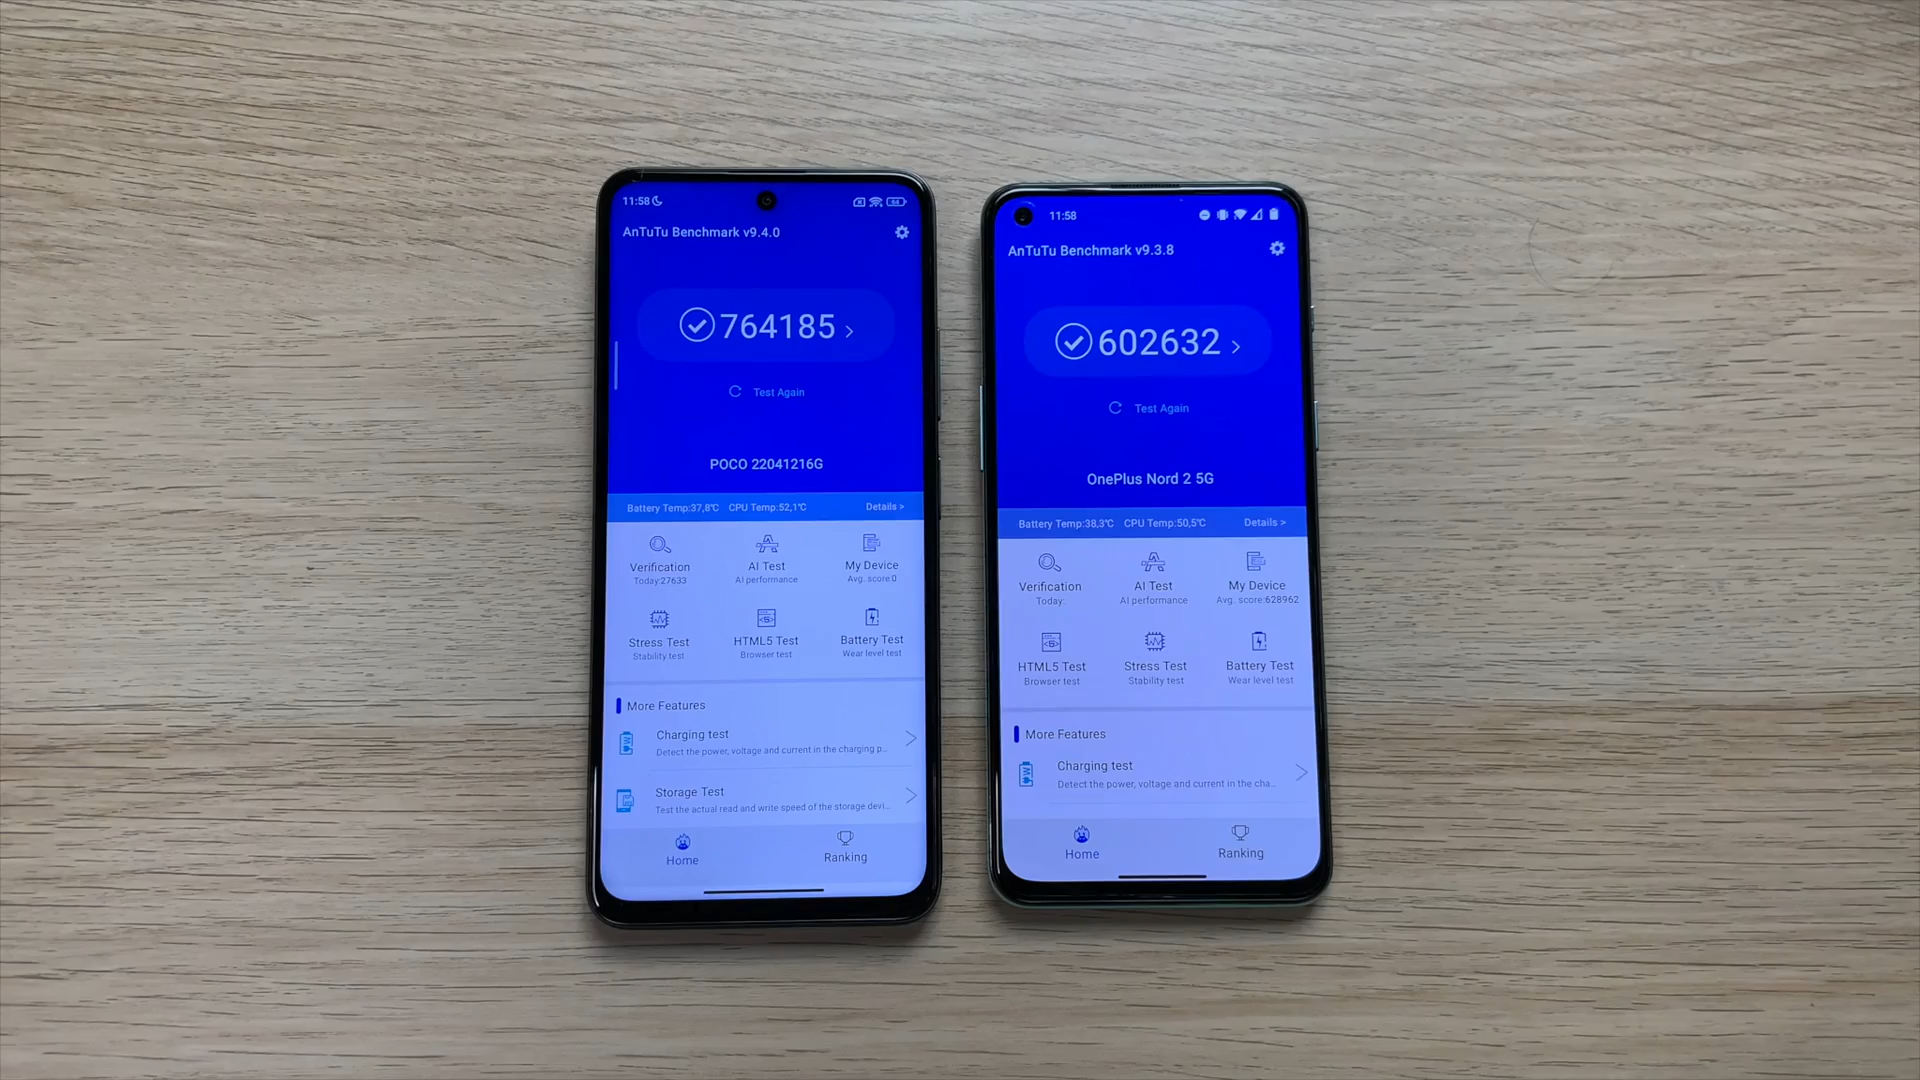 11:58
64
AnTuTu Benchmark v9.4.0
764185
Test Again
POCO 22041216G
Battery Temp:37,8℃ CPU Temp:52,1℃ Details >
Verification AI Test My Device
Today:27633 AI performance Avg. score:0
Stress Test HTML5 Test Battery Test
Stability test Browser test Wear level test
More Features
Charging test
Detect the power, voltage and current in the charging p...
Storage Test
Test the actual read and write speed of the storage devi...
Home Ranking
11:58
AnTuTu Benchmark v9.3.8
602632
Test Again
OnePlus Nord 2 5G
Battery Temp:38,3℃ CPU Temp:50,5℃ Details >
Verification AI Test My Device
Today: AI performance Avg. score:628962
HTML5 Test Stress Test Battery Test
Browser test Stability test Wear level test
More Features
Charging test
Detect the power, voltage and current in the cha...
Home Ranking